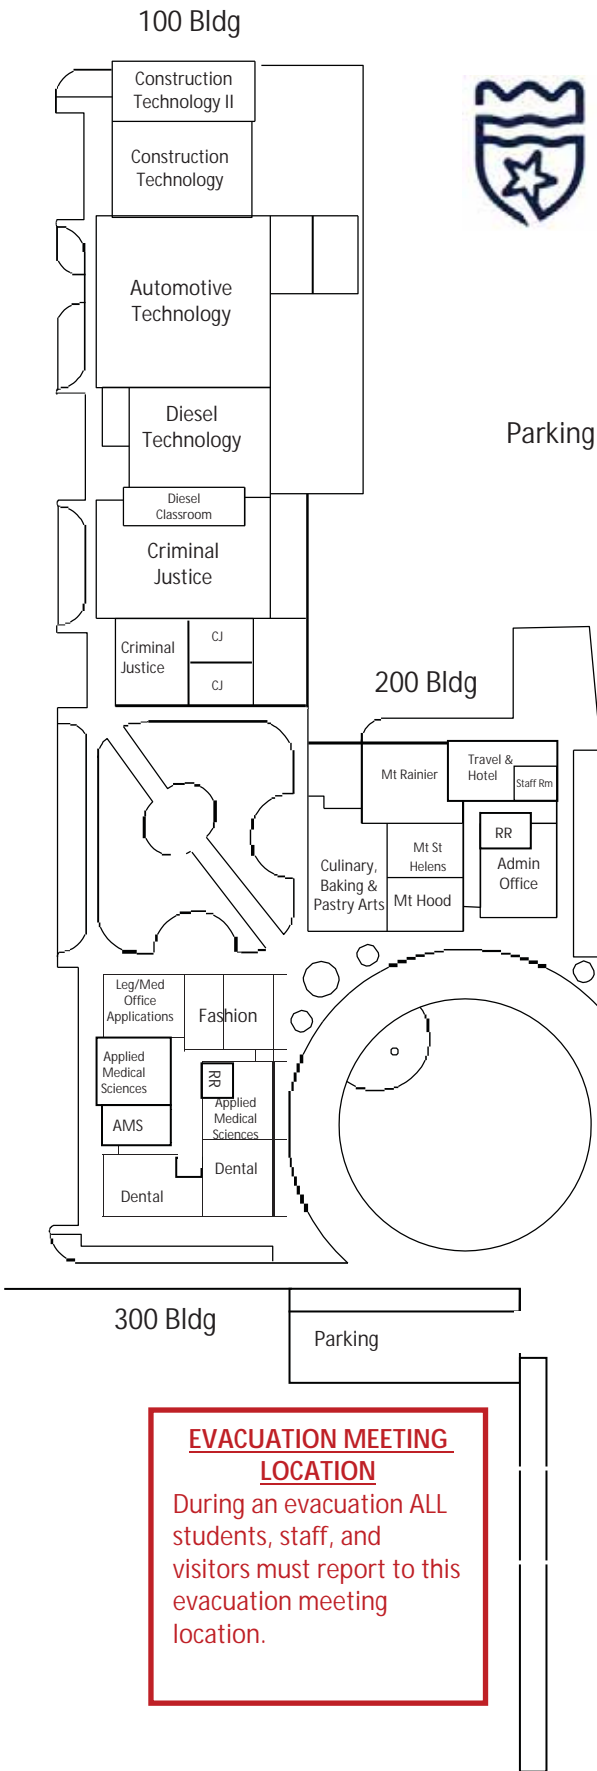 100 Bldg
Construction
Technology II
Construction
Technology
Automotive
Technology
Diesel
Technology
Parking
Diesel
Classroom
Criminal
Justice
Criminal
Justice
CJ
CJ
200 Bldg
Mt Rainier
Travel &
Hotel
Staff Rm
RR
Mt St
Helens
Culinary,
Baking &
Pastry Arts
Mt Hood
Admin
Office
Leg/Med
Office
Applications
Fashion
Applied
Medical
Sciences
RR
Applied
Medical
Sciences
AMS
Dental
Dental
300 Bldg
Parking
EVACUATION MEETING
LOCATION
During an evacuation ALL
students, staff, and
visitors must report to this
evacuation meeting
location.